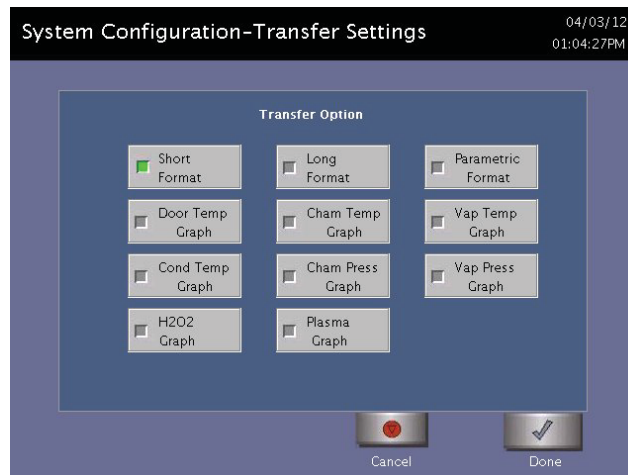 System Configuration-Transfer Settings
04/03/12
01:04:27PM
Transfer Option
Short
Format
Long
Format
Parametric
Format
Door Temp
Graph
Cham Temp
Graph
Vap Temp
Graph
Cond Temp
Graph
Cham Press
Graph
Vap Press
Graph
H2O2
Graph
Plasma
Graph
Cancel
Done